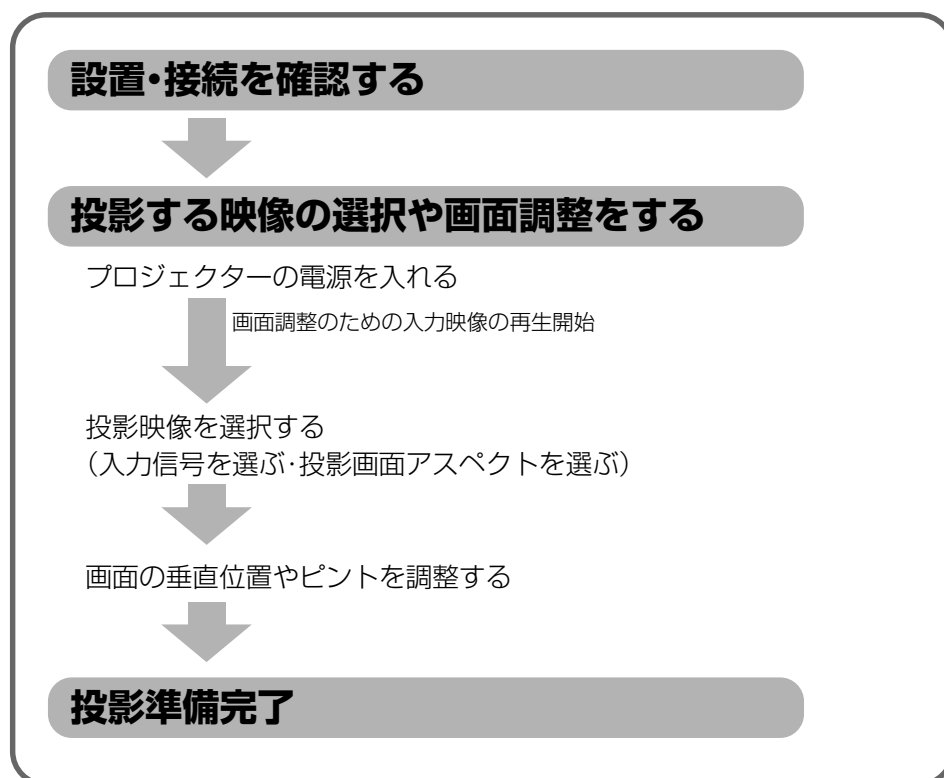 設置・接続を確認する
投影する映像の選択や画面調整をする
プロジェクターの電源を入れる
画面調整のための入力映像の再生開始
投影映像を選択する
（入力信号を選ぶ・投影画面アスペクトを選ぶ）
画面の垂直位置やピントを調整する
投影準備完了